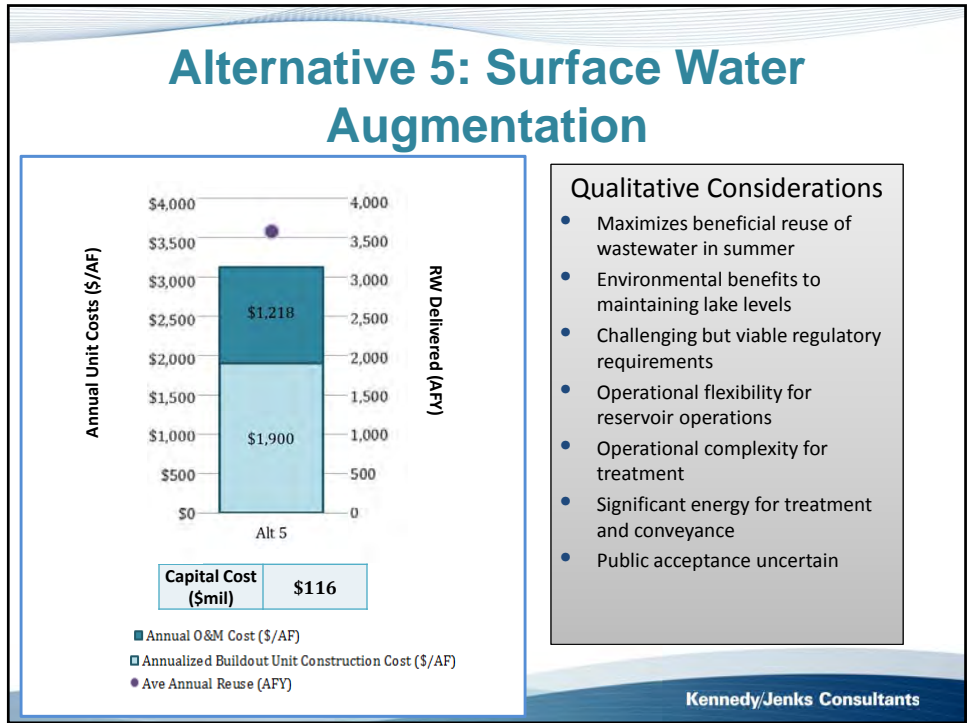 Alternative 5: Surface Water
Augmentation
Annual Unit Costs ($/AF)
$4,000
$3,500
$3,000
$2,500
$2,000
$1,500
$1,000
$500
$0
$1,218
$1,900
4,000
3,500
3,000
2,500
2,000
1,500
1,000
500
0
RW Delivered (AFY)
Alt 5
Capital Cost
($mil)
$116
Annual O&M Cost ($/AF)
Annualized Buildout Unit Construction Cost ($/AF)
Ave Annual Reuse (AFY)
Qualitative Considerations
• Maximizes beneficial reuse of
wastewater in summer
• Environmental benefits to
maintaining lake levels
• Challenging but viable regulatory
requirements
• Operational flexibility for
reservoir operations
• Operational complexity for
treatment
• Significant energy for treatment
and conveyance
• Public acceptance uncertain
Kennedy/Jenks Consultants